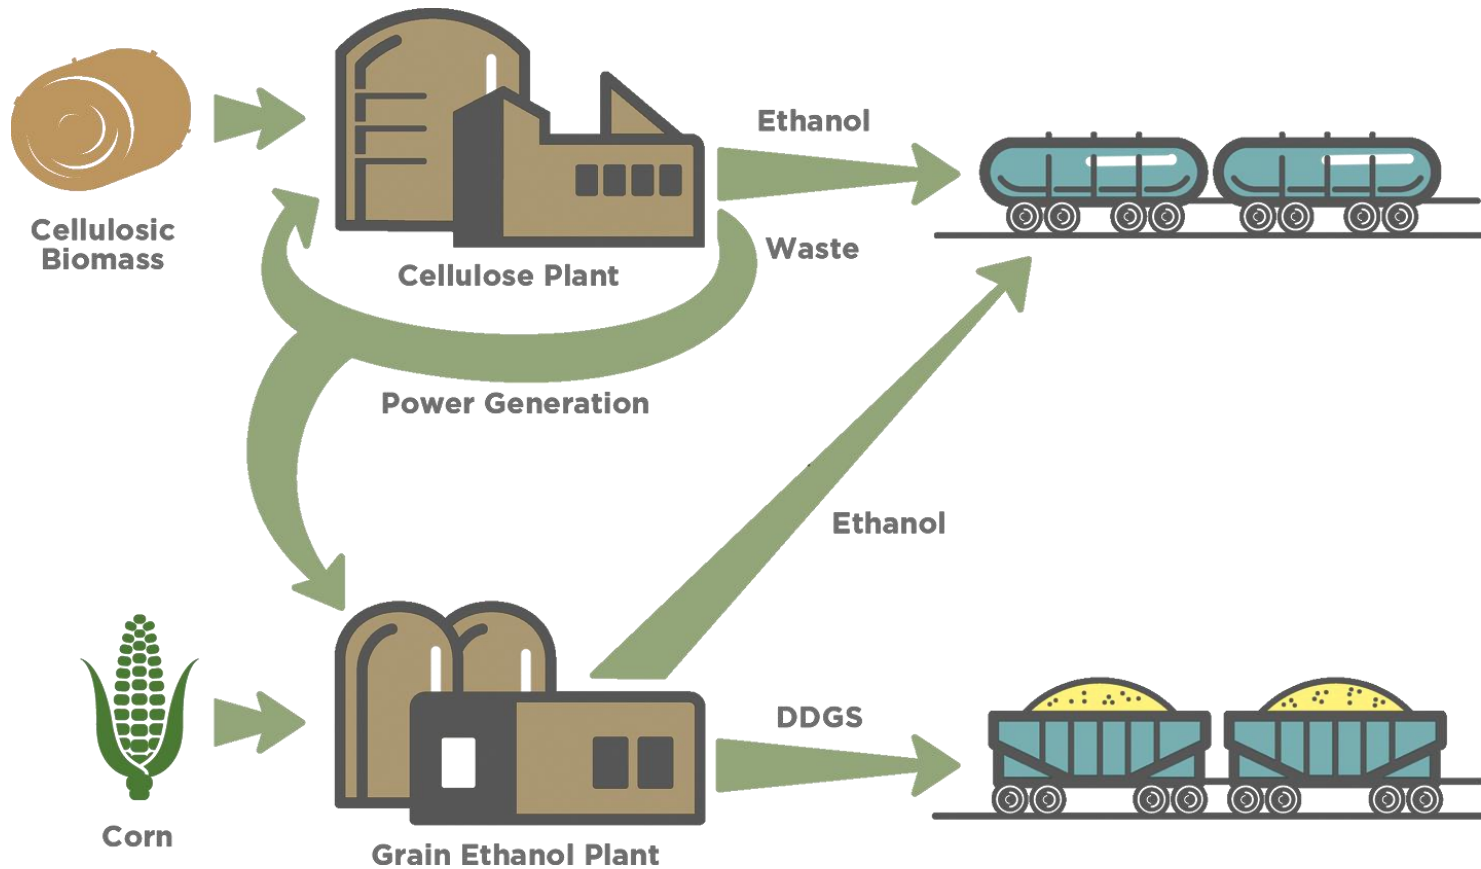 Ethanol
Cellulosic
Biomass
Waste
Cellulose Plant
Power Generation
Ethanol
DDGS
Corn
Grain Ethanol Plant